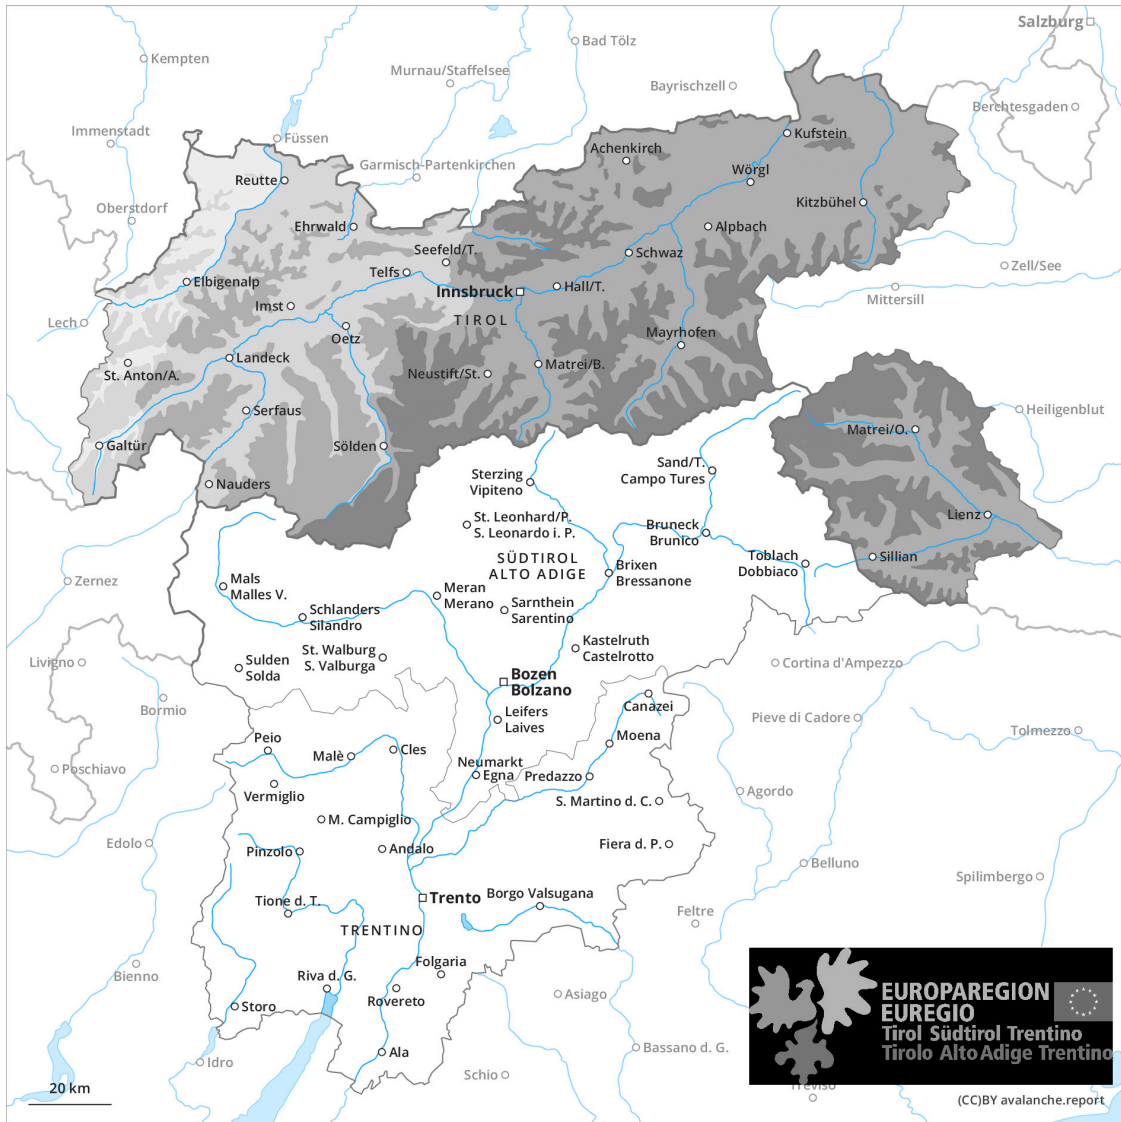 Salzburg
Bad Tölz
Kempten
Murnau/Staffelsee
Bayrischzell
Berchtesgaden
Immenstadt
Füssen
Kufstein
Achenkirch
Garmisch-Partenkirchen
Wörgl
Reutte
Oberstdorf
Kitzbühel
Ehrwald
Alpbach
Seefeld/T.
Schwaz
Telfs
Zell/See
Elbigenalp
Hall/T.
Innsbruck
Mittersill
Imst
Lech
TIROL
Oetz
Mayrhofen
Landeck
Matrei/B.
St. Anton/A.
Neustift/St.
Serfaus
Heiligenblut
Matrei/O.
Galtür
Sölden
Sterzing
Vipiteno
Sand/T.
Campo Tures
Nauders
St. Leonhard/P.
S. Leonardo i. P.
Bruneck
Brunico
Lienz
SÜDTIROL
ALTO ADIGE
Toblach
Dobbiaco
Sillian
Brixen
Bressanone
Zernez
Mals
Malles V.
Meran
Merano
Sarnthein
Sarentino
Schlanders
Silandro
Kastelruth
Castelrotto
St. Walburg
S. Valburga
Livigno
Sulden
Solda
Cortina d'Ampezzo
Bozen
Bolzano
Bormio
Canazei
Leifers
Laives
Pieve di Cadore
Tolmezzo
Peio
Moena
Malè
Cles
Neumarkt
Egna
Predazzo
Poschiavo
Vermiglio
Agordo
S. Martino d. C.
M. Campiglio
Edolo
Pinzolo
Andalo
Fiera d. P.
Belluno
Spilimbergo
Tione d. T.
Trento
Borgo Valsugana
Feltre
TRENTINO
Bienno
Folgaria
Riva d. G.
Rovereto
Asiago
Storo
EUROPAREGION
EUREGIO
Tirol Südtirol Trentino
Tirolo Alto Adige Trentino
Ala
Bassano d. G.
Idro
Schio
20 km
Treviso
(CC)BY avalanche.report